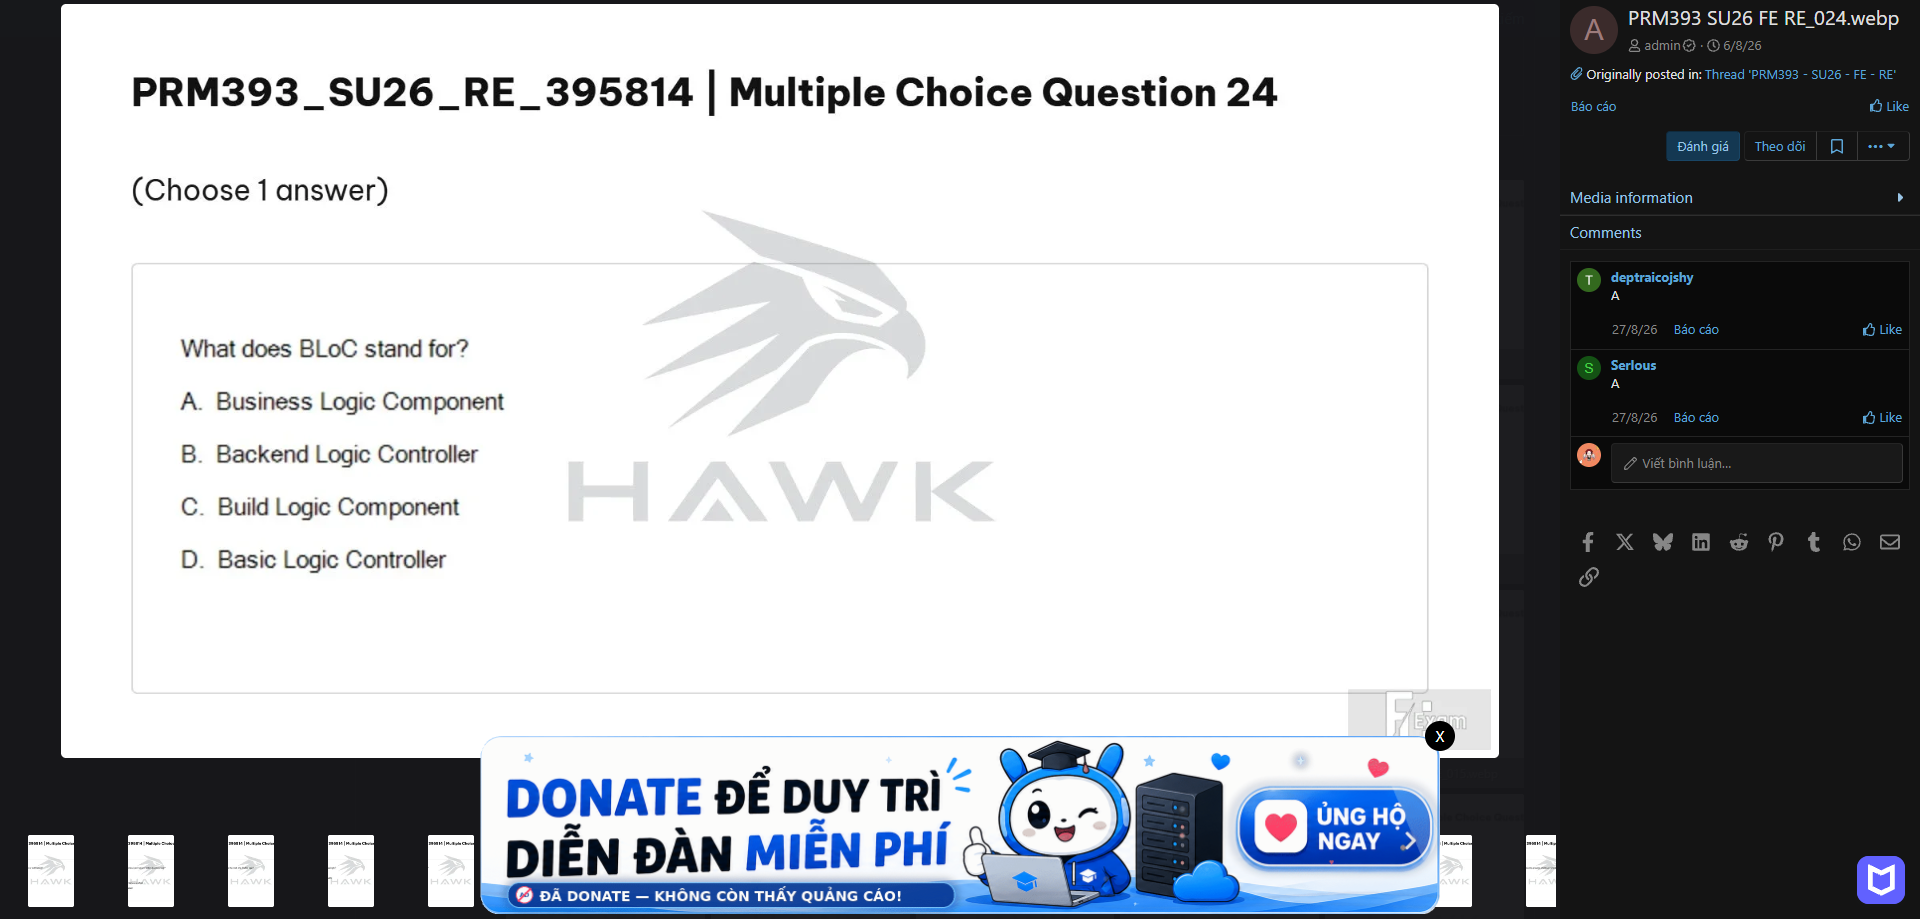 PRM393_SU26_RE_395814 | Multiple Choice Question 24
(Choose 1 answer)
What does BLoC stand for?
A. Business Logic Component
B. Backend Logic Controller
C. Build Logic Component
D. Basic Logic Controller
HAWK
Exam
X
DONATE ĐỂ DUY TRÌ
DIỄN ĐÀN MIỄN PHÍ
ĐÃ DONATE — KHÔNG CÒN THẤY QUẢNG CÁO!
ỦNG HỘ
NGAY
A
PRM393 SU26 FE RE_024.webp
admin · 6/8/26
Originally posted in: Thread 'PRM393 - SU26 - FE - RE'
Báo cáo
Like
Đánh giá
Theo dõi
Media information
Comments
T
deptraicojshy
A
27/8/26 Báo cáo Like
S
Serlous
A
27/8/26 Báo cáo Like
Viết bình luận...